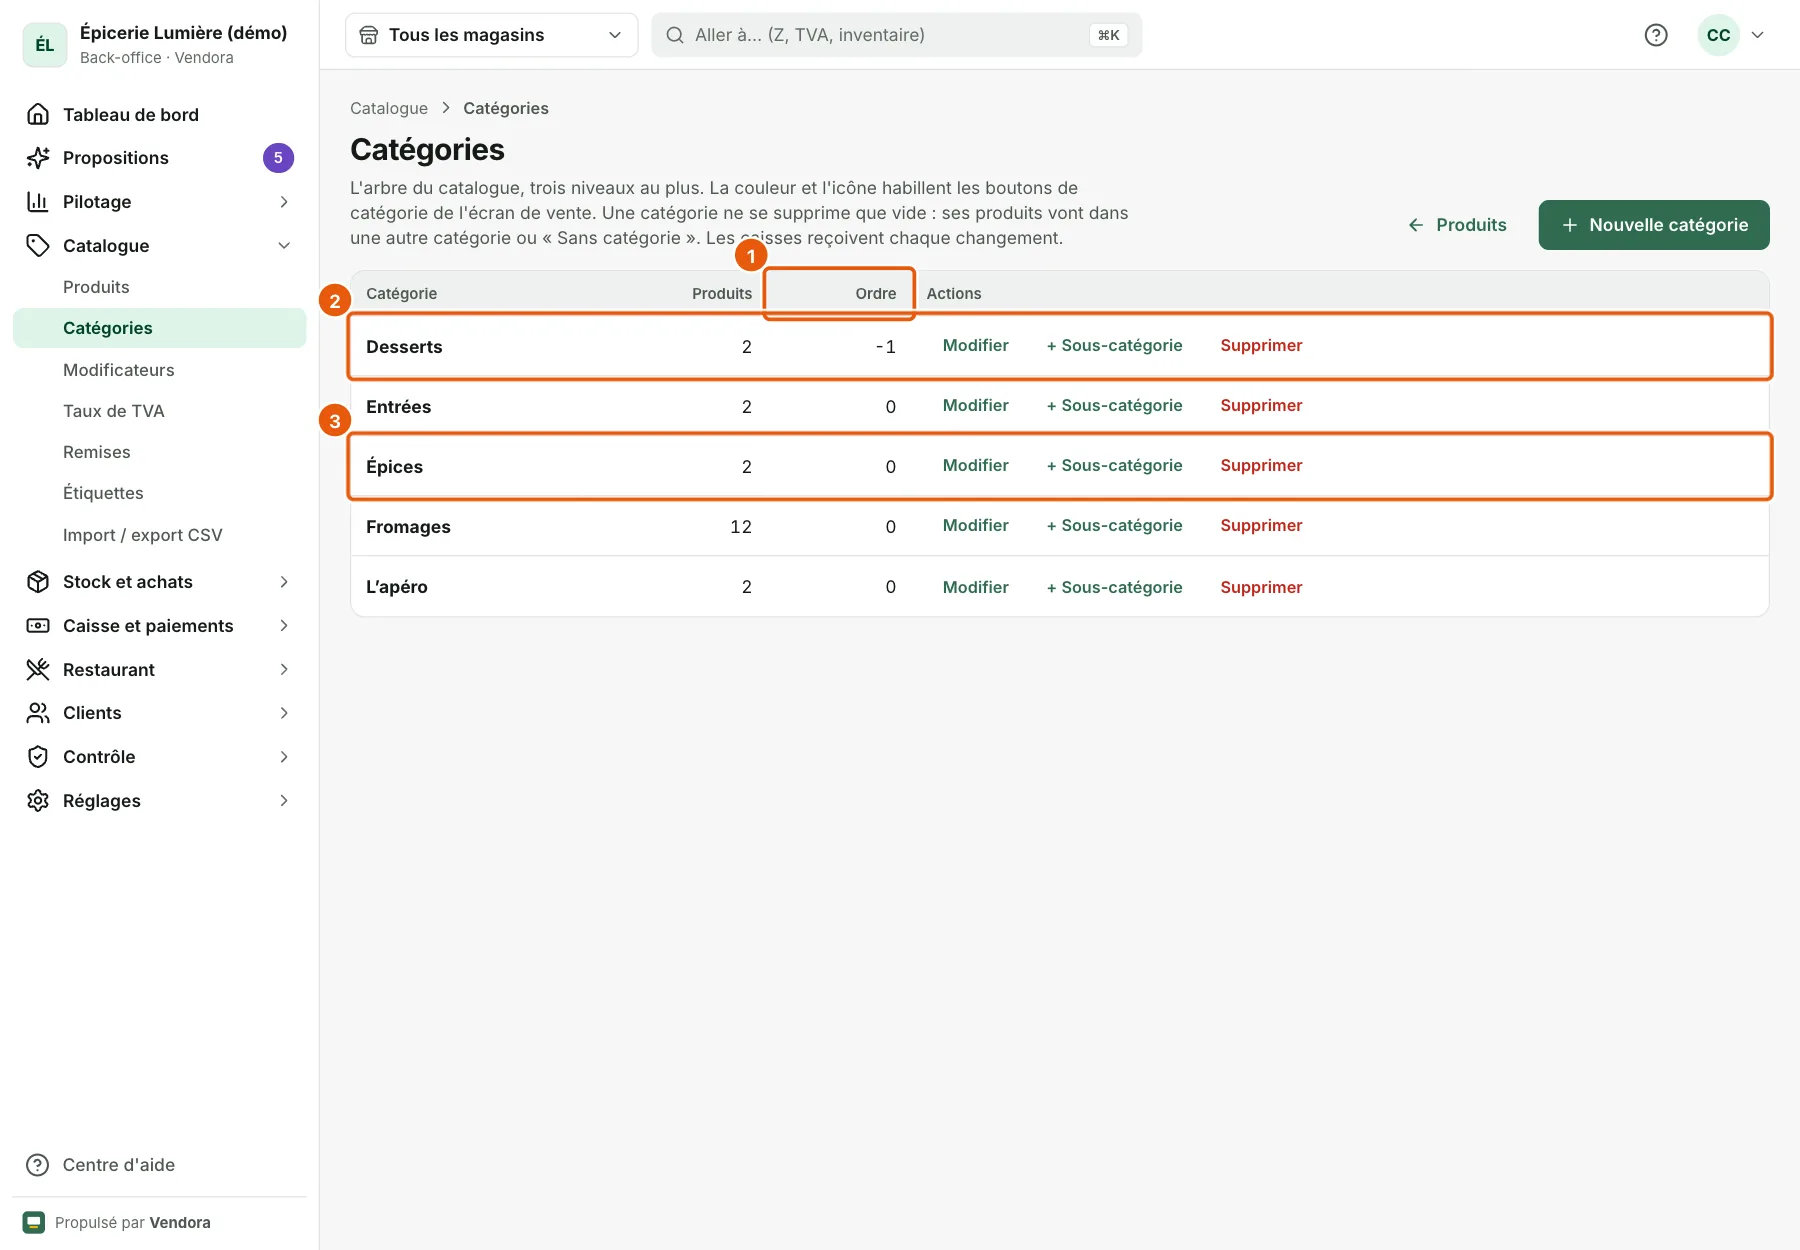 ÉL
Épicerie Lumière (démo)
Back-office · Vendora
Tous les magasins
Aller à... (Z, TVA, inventaire)
⌘K
CC
Tableau de bord
Propositions
5
Pilotage
Catalogue
Produits
Catégories
Modificateurs
Taux de TVA
Remises
Étiquettes
Import / export CSV
Stock et achats
Caisse et paiements
Restaurant
Clients
Contrôle
Réglages
Centre d'aide
Propulsé par Vendora
Catalogue > Catégories
Catégories
L'arbre du catalogue, trois niveaux au plus. La couleur et l'icône habillent les boutons de
catégorie de l'écran de vente. Une catégorie ne se supprime que vide : ses produits vont dans
une autre catégorie ou « Sans catégorie ». Les caisses reçoivent chaque changement.
← Produits
+ Nouvelle catégorie
1
Catégorie Produits Ordre Actions
2
Desserts 2 -1 Modifier + Sous-catégorie Supprimer
Entrées 2 0 Modifier + Sous-catégorie Supprimer
3
Épices 2 0 Modifier + Sous-catégorie Supprimer
Fromages 12 0 Modifier + Sous-catégorie Supprimer
L’apéro 2 0 Modifier + Sous-catégorie Supprimer